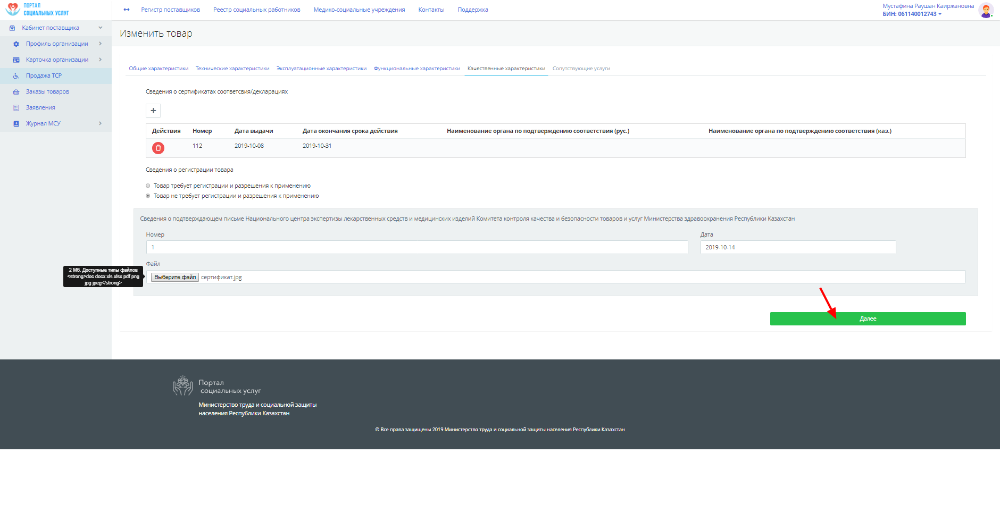 ПОРТАЛ
СОЦИАЛЬНЫХ УСЛУГ
Регистр поставщиков
Реестр социальных работников
Медико-социальные учреждения
Контакты
Поддержка
Мустафина Раушан Каиржановна
БИН: 061140012743
Кабинет поставщика
Профиль организации
Карточка организации
Продажа ТСР
Заказы товаров
Заявления
Журнал МСУ
Изменить товар
Общие характеристики
Технические характеристики
Эксплуатационные характеристики
Функциональные характеристики
Качественные характеристики
Сопутствующие услуги
Сведения о сертификатах соответсвия/декларациях
+
Действия Номер Дата выдачи Дата окончания срока действия Наименование органа по подтверждению соответствия (рус.) Наименование органа по подтверждению соответствия (каз.)
112 2019-10-08 2019-10-31
Сведения о регистрации товара
Товар требует регистрации и разрешения к применению
Товар не требует регистрации и разрешения к применению
Сведения о подтверждающем письме Национального центра экспертизы лекарственных средств и медицинских изделий Комитета контроля качества и безопасности товаров и услуг Министерства здравоохранения Республики Казахстан
Номер
1
Дата
2019-10-14
Файл
Выберите файл сертификат.jpg
2 Мб. Доступные типы файлов
<strong>doc docx xls xlsx pdf png
jpg jpeg</strong>
Далее
Портал
социальных услуг
Министерство труда и социальной защиты
населения Республики Казахстан
© Все права защищены 2019 Министерство труда и социальной защиты населения Республики Казахстан